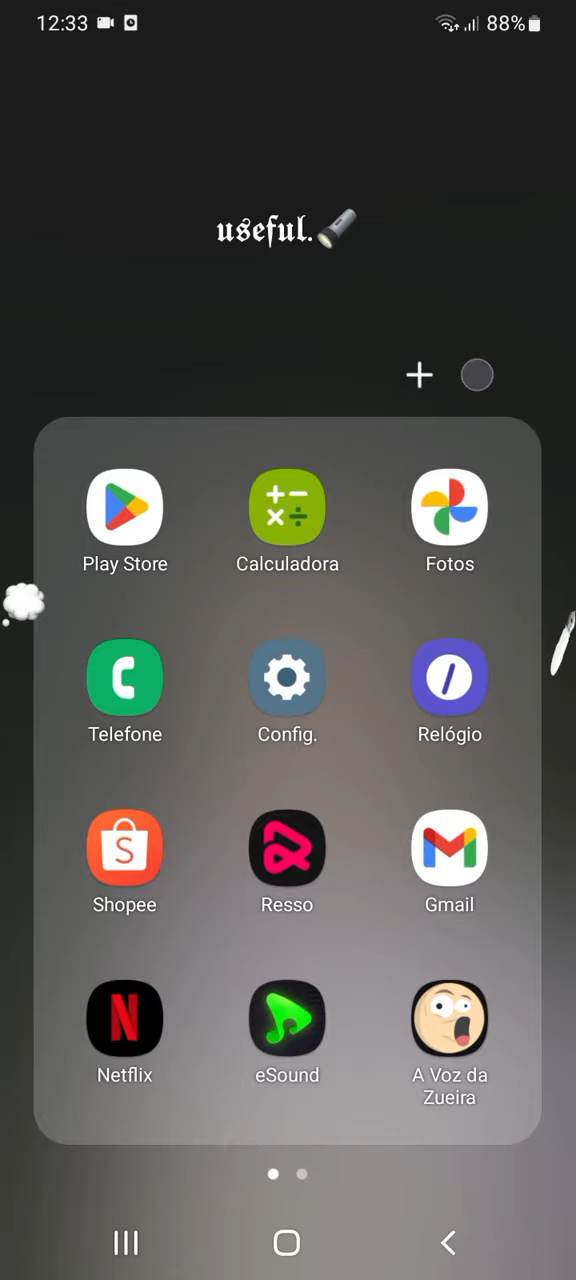 12:33
88%
useful.
Play Store
Calculadora
Fotos
Telefone
Config.
Relógio
Shopee
Resso
Gmail
Netflix
eSound
A Voz da
Zueira